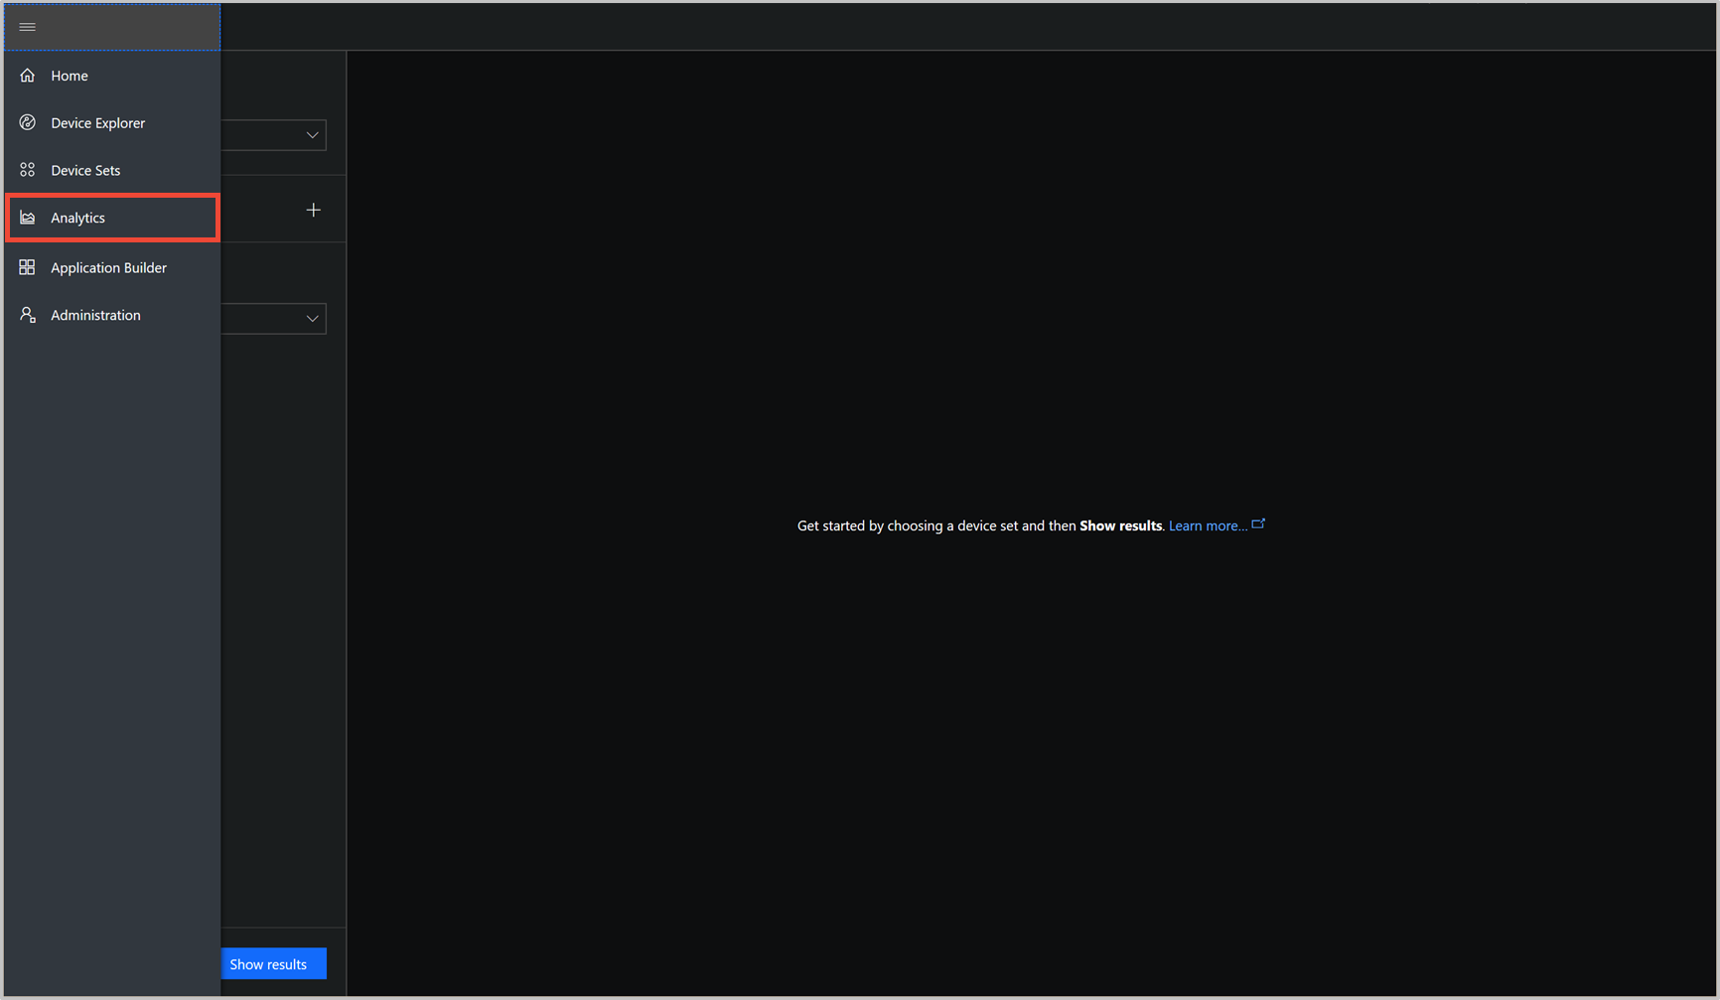 Home
Device Explorer
Device Sets
Analytics
Application Builder
Administration
Get started by choosing a device set and then Show results. Learn more...
Show results